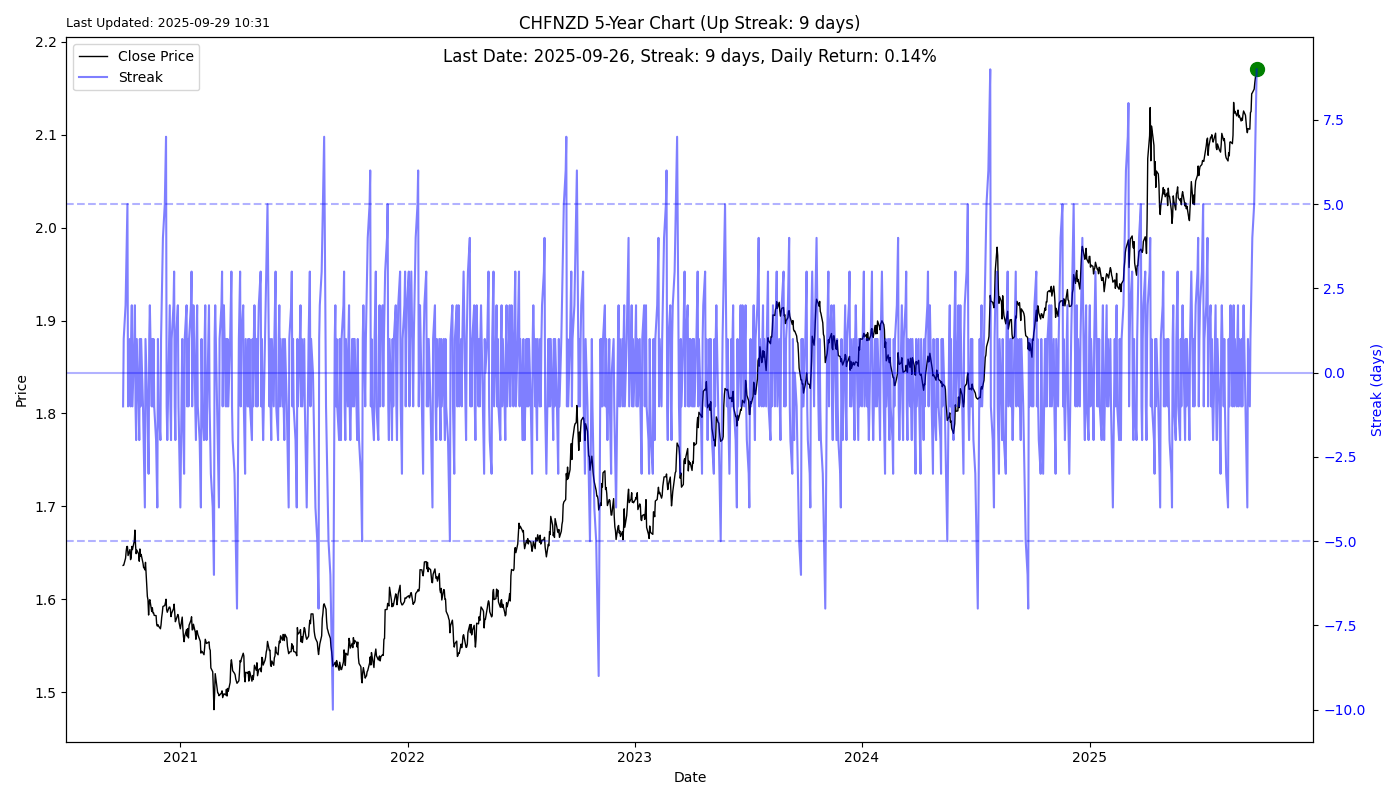 Last Updated: 2025-09-29 10:31
CHFNZD 5-Year Chart (Up Streak: 9 days)
Last Date: 2025-09-26, Streak: 9 days, Daily Return: 0.14%
Close Price
Streak
2.2
2.1
2.0
1.9
1.8
1.7
1.6
1.5
Price
7.5
5.0
2.5
0.0
−2.5
−5.0
−7.5
−10.0
Streak (days)
2021
2022
2023
2024
2025
Date